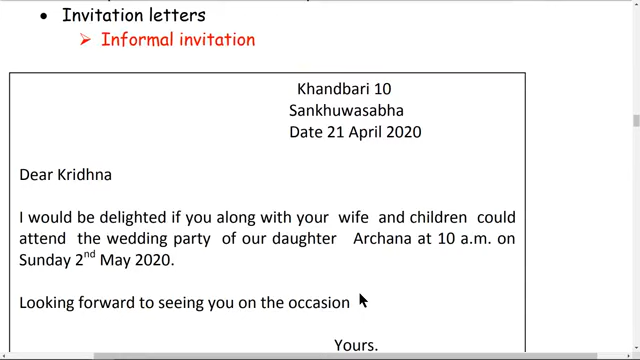 • Invitation letters
➢ Informal invitation
Khandbari 10
Sankhuwasabha
Date 21 April 2020
Dear Kridhna
I would be delighted if you along with your wife and children could
attend the wedding party of our daughter Archana at 10 a.m. on
Sunday 2nd May 2020.
Looking forward to seeing you on the occasion
Yours.